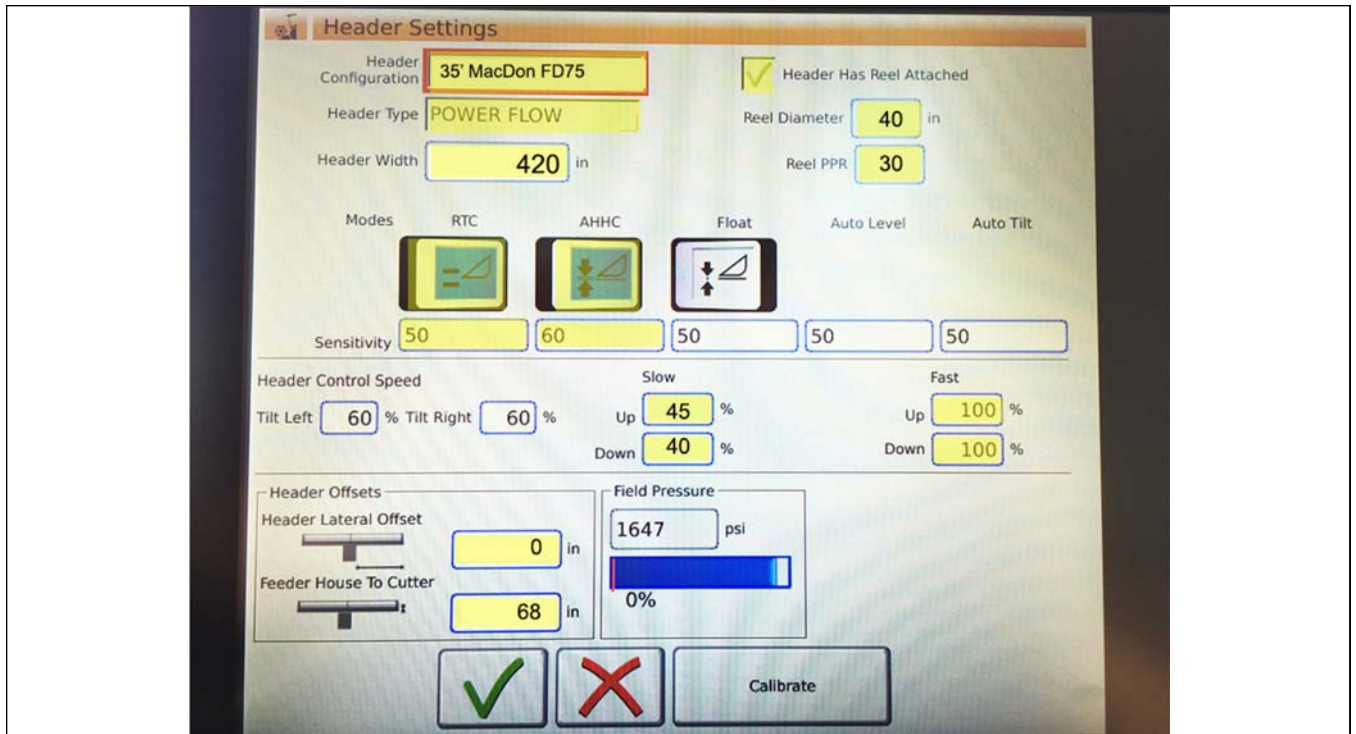 Header Settings
Header Configuration 35' MacDon FD75
Header Has Reel Attached
Header Type POWER FLOW
Reel Diameter 40 in
Header Width 420 in
Reel PPR 30
Modes RTC AHHC Float Auto Level Auto Tilt
Sensitivity 50 60 50 50 50
Header Control Speed Slow Fast
Tilt Left 60 % Tilt Right 60 % Up 45 % Up 100 %
Down 40 % Down 100 %
Header Offsets Field Pressure
Header Lateral Offset
1647 psi
0 in
Feeder House To Cutter
0%
68 in
Calibrate